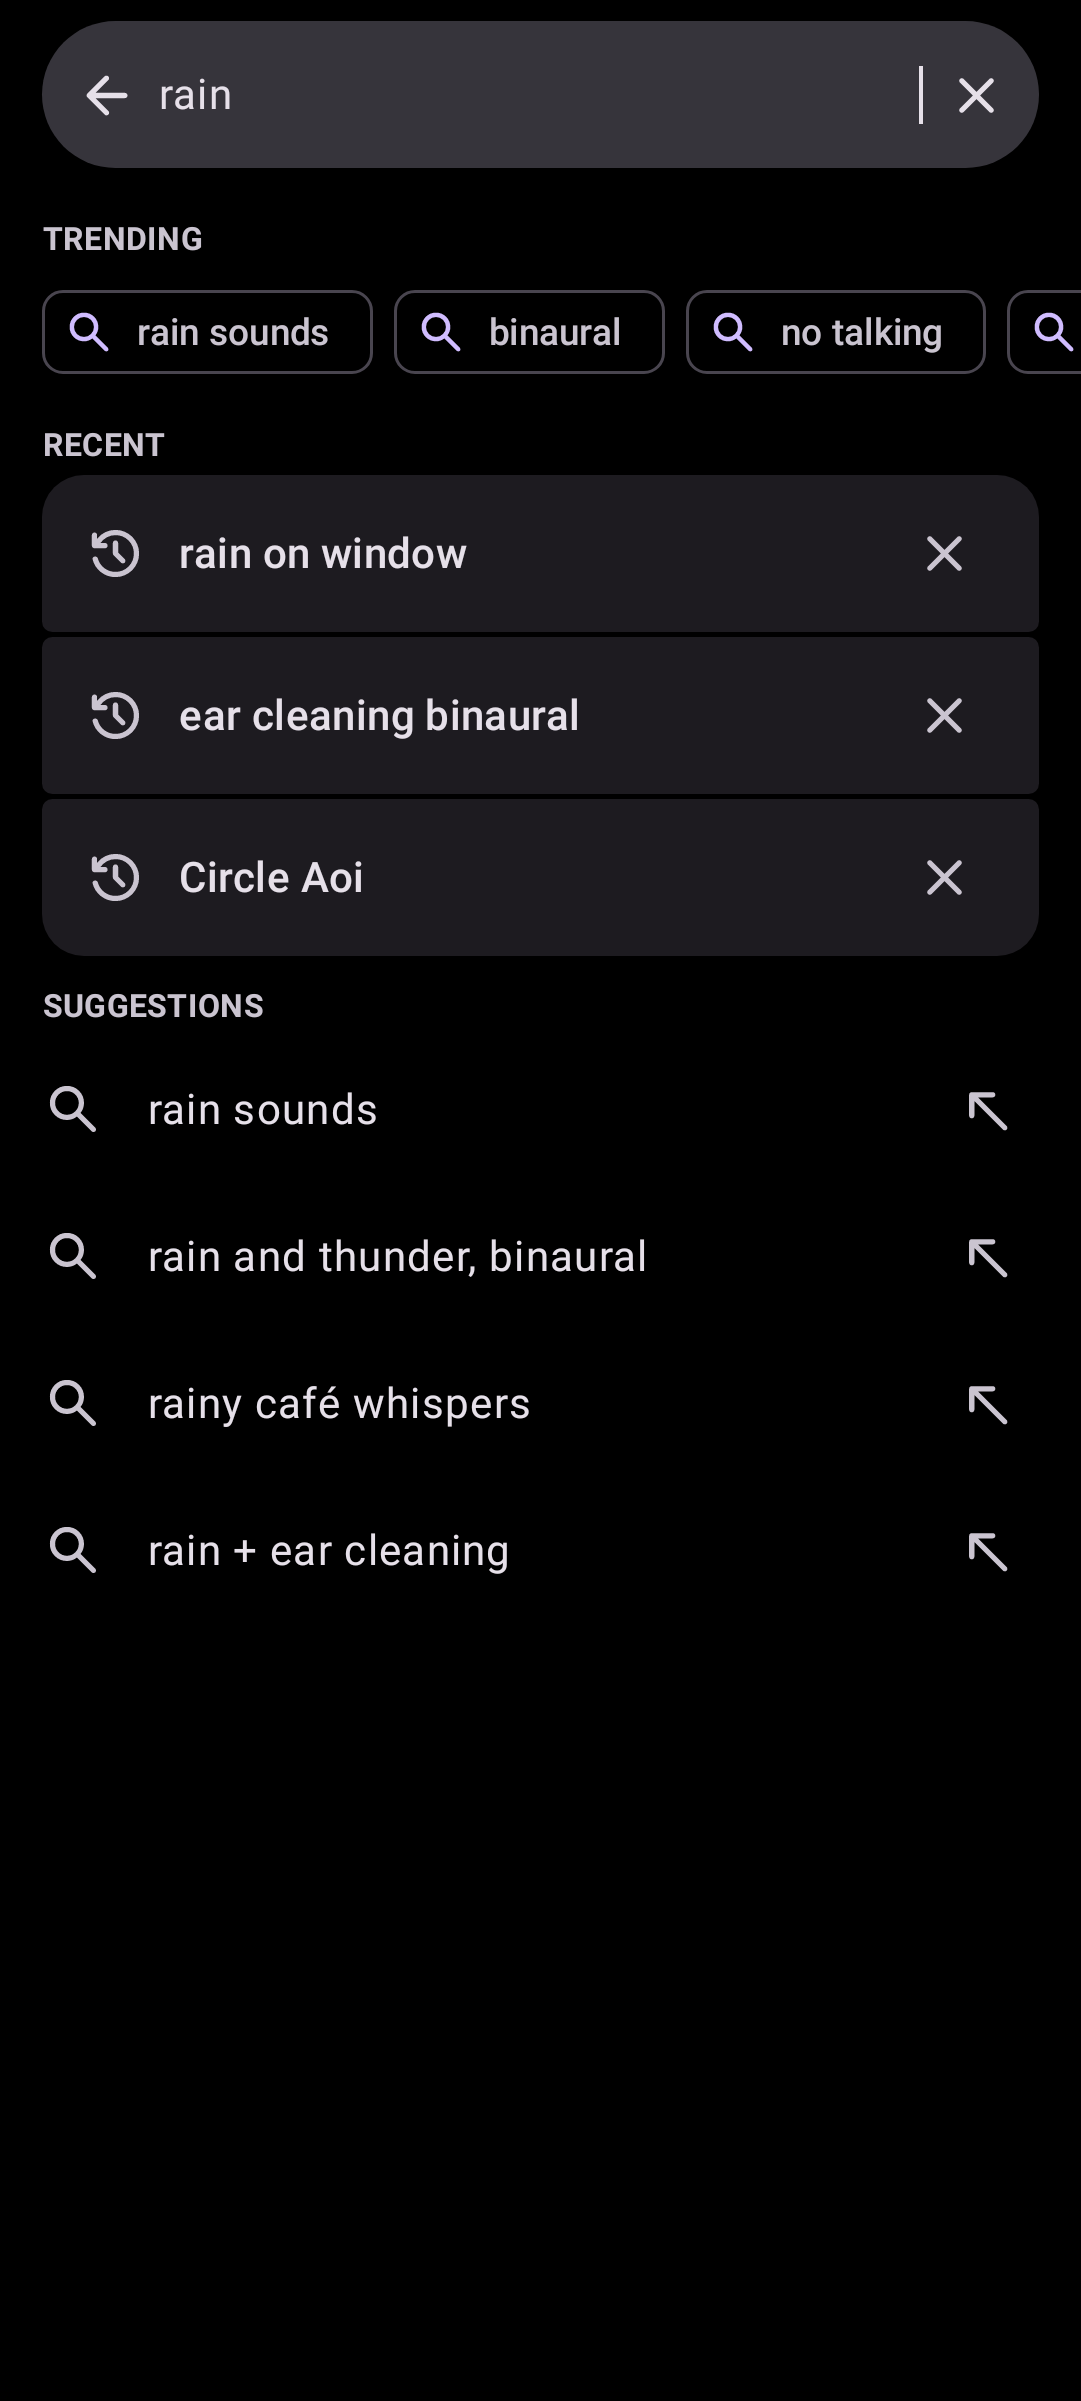 rain
TRENDING
rain sounds
binaural
no talking
RECENT
rain on window
ear cleaning binaural
Circle Aoi
SUGGESTIONS
rain sounds
rain and thunder, binaural
rainy café whispers
rain + ear cleaning